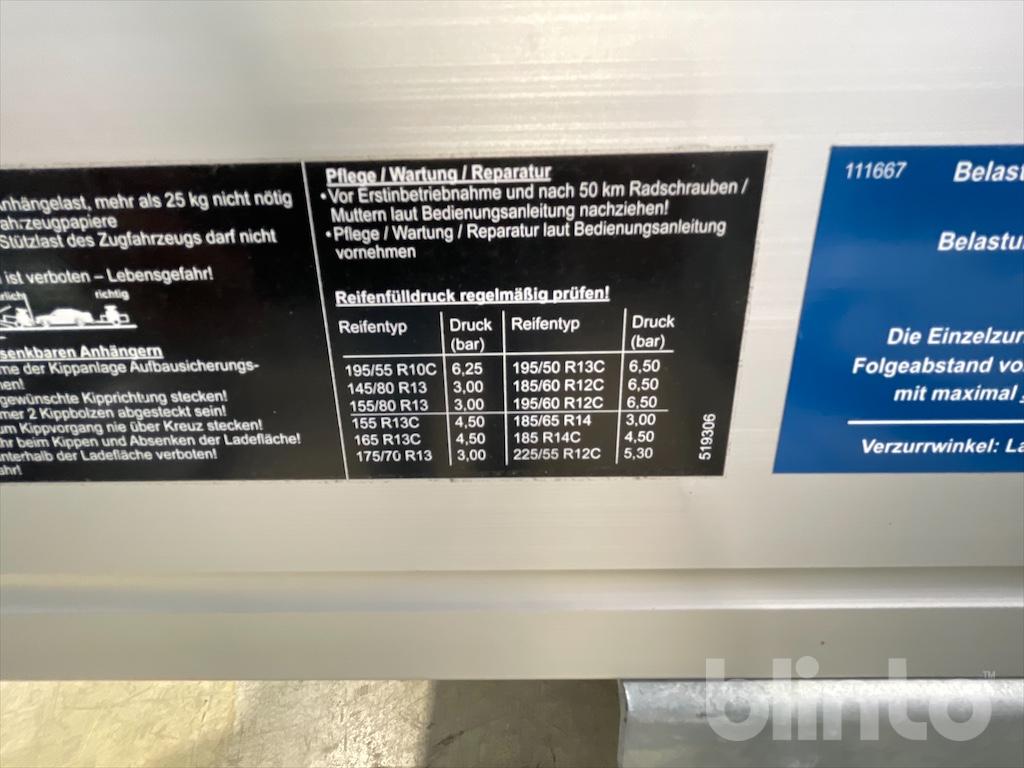 nhängelast, mehr als 25 kg nicht nötig
ahrzeugpapiere
Stützlast des Zugfahrzeugs darf nicht
ist verboten – Lebensgefahr!
richtig
senkbaren Anhängern
me der Kippanlage Aufbausicherungs-
gewünschte Kipprichtung stecken!
mer 2 Kippbolzen abgesteckt sein!
um Kippvorgang nie über Kreuz stecken!
hr beim Kippen und Absenken der Ladefläche!
unterhalb der Ladefläche verboten!
ahr!
Pflege / Wartung / Reparatur
•Vor Erstinbetriebnahme und nach 50 km Radschrauben /
Muttern laut Bedienungsanleitung nachziehen!
•Pflege / Wartung / Reparatur laut Bedienungsanleitung
vornehmen
Reifenfülldruck regelmäßig prüfen!
Reifentyp Druck (bar) Reifentyp Druck (bar)
195/55 R10C 6,25 195/50 R13C 6,50
145/80 R13 3,00 185/60 R12C 6,50
155/80 R13 3,00 195/60 R12C 6,50
155 R13C 4,50 185/65 R14 3,00
165 R13C 4,50 185 R14C 4,50
175/70 R13 3,00 225/55 R12C 5,30
519306
111667 Belast
Belastu
Die Einzelzur
Folgeabstand vo
mit maximal
Verzurrwinkel: La
blinto™